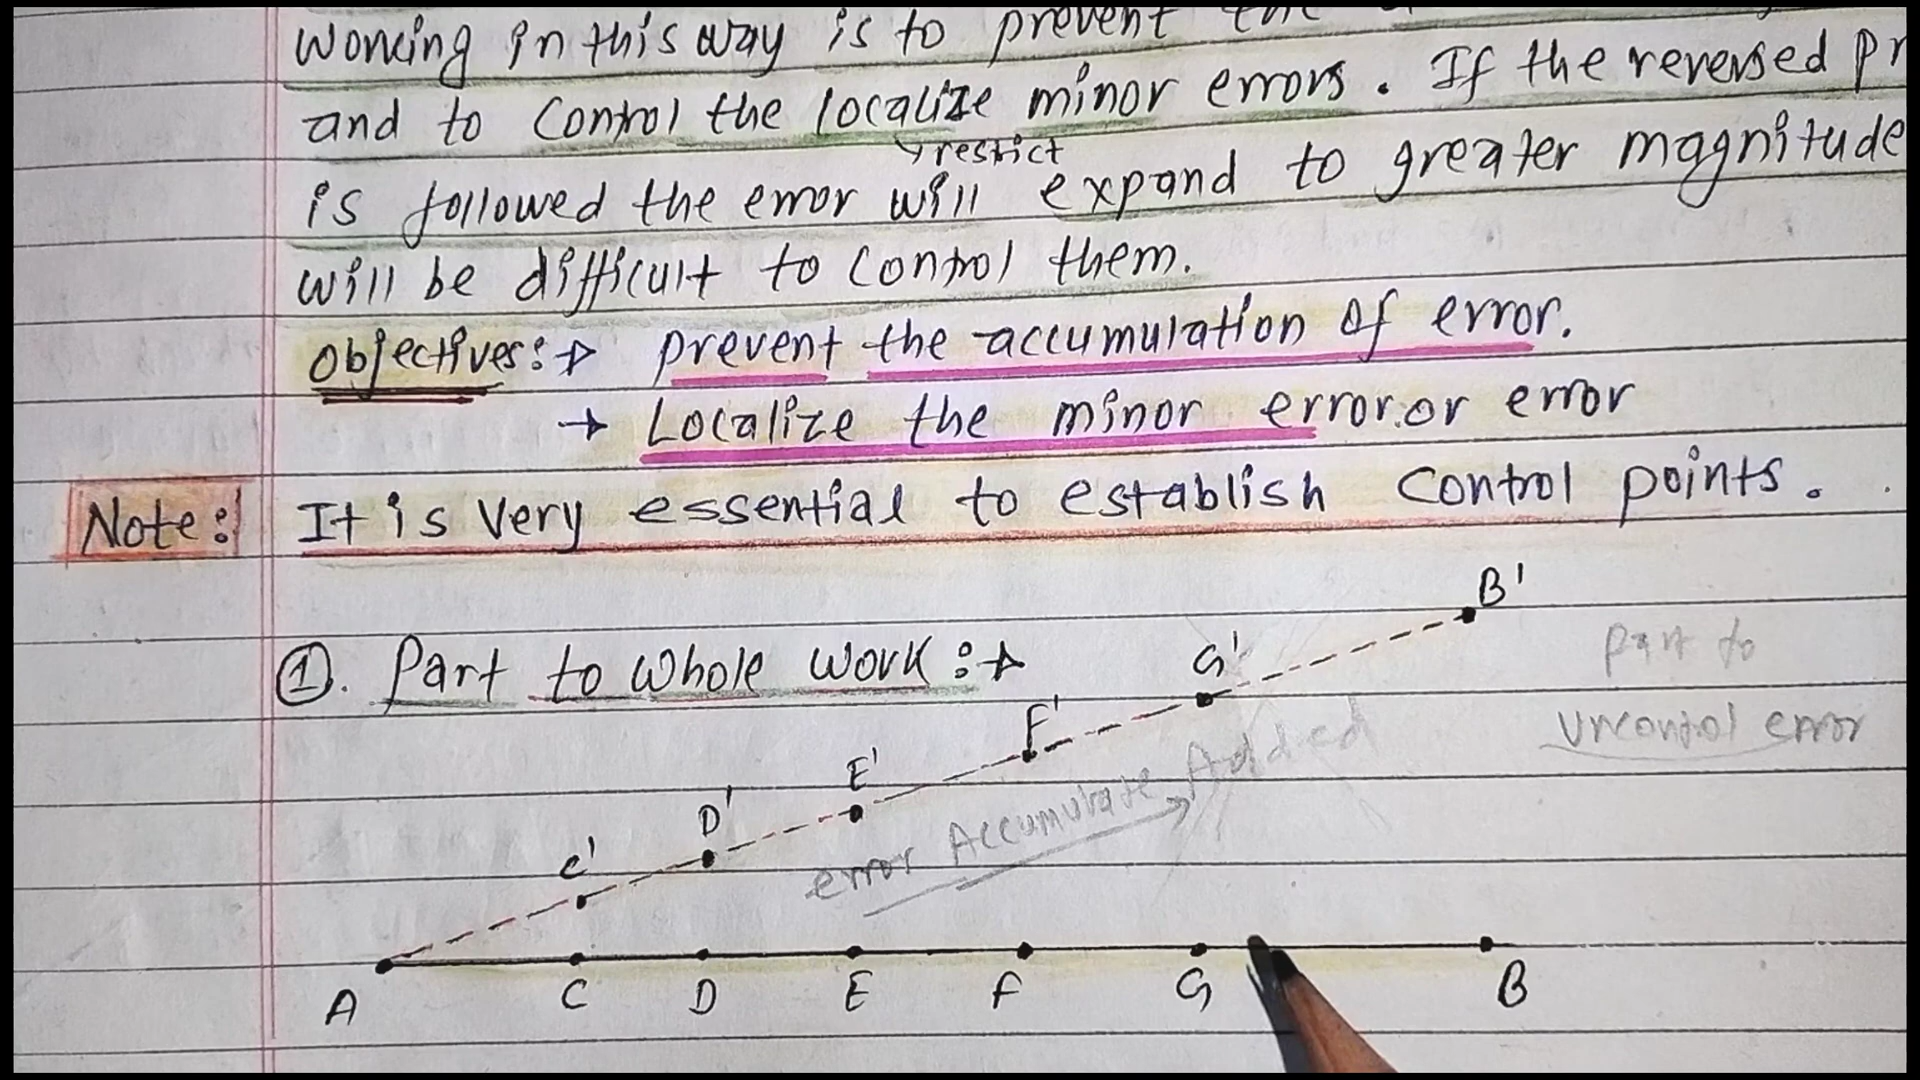 Working in this way is to prevent the
and to control the localize minor errors. If the reversed pr
restrict
is followed the error will expand to greater magnitude
will be difficult to control them.
Objectives:→ prevent the accumulation of error.
→ Localize the minor error.or error
Note: It is very essential to establish control points.
①. Part to whole work:→
B'
G'
F'
E'
D'
C'
part to
uncontrol error
error Accumulate Added
A C D E F G B